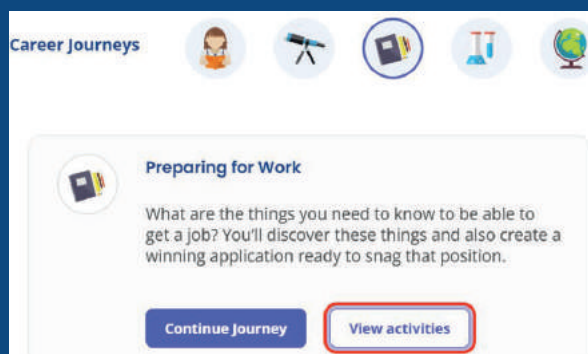 Career Journeys
Preparing for Work
What are the things you need to know to be able to
get a job? You'll discover these things and also create a
winning application ready to snag that position.
Continue Journey
View activities